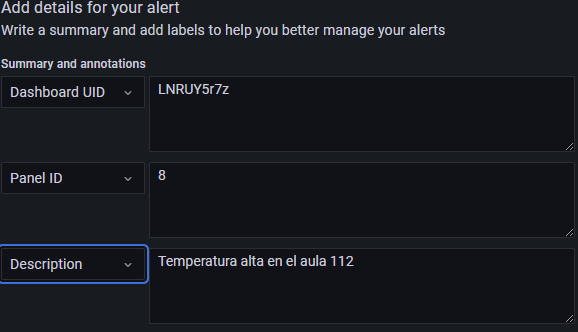 Add details for your alert
Write a summary and add labels to help you better manage your alerts
Summary and annotations
Dashboard UID
LNRUY5r7z
Panel ID
8
Description
Temperatura alta en el aula 112